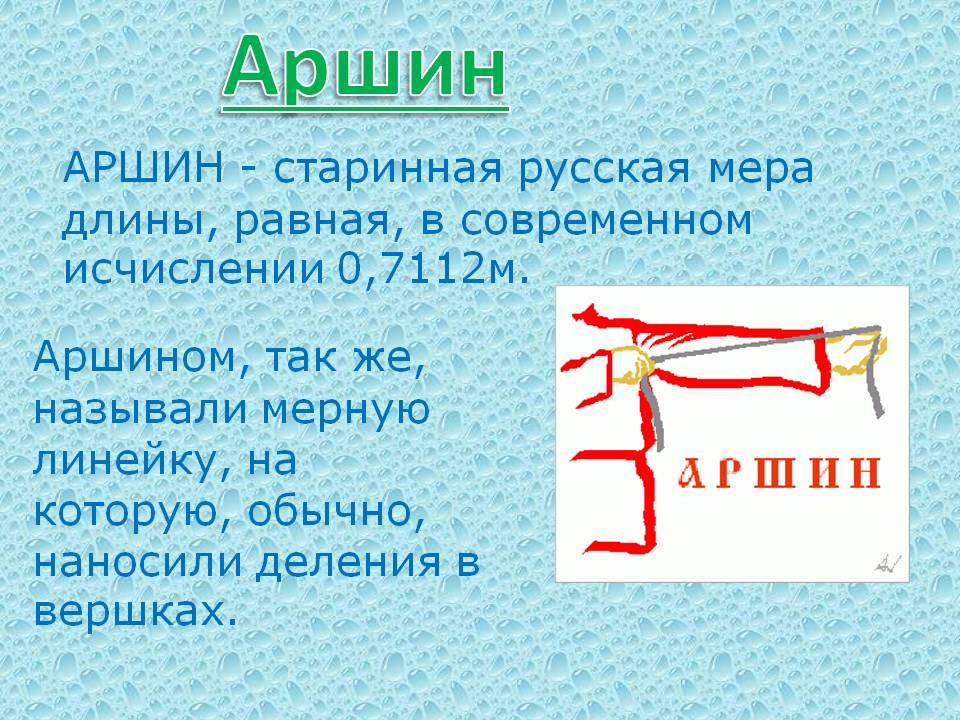 Аршин
АРШИН - старинная русская мера
длины, равная, в современном
исчислении 0,7112м.
Аршином, так же,
называли мерную
линейку, на
которую, обычно,
наносили деления в
вершках.
АРШИН